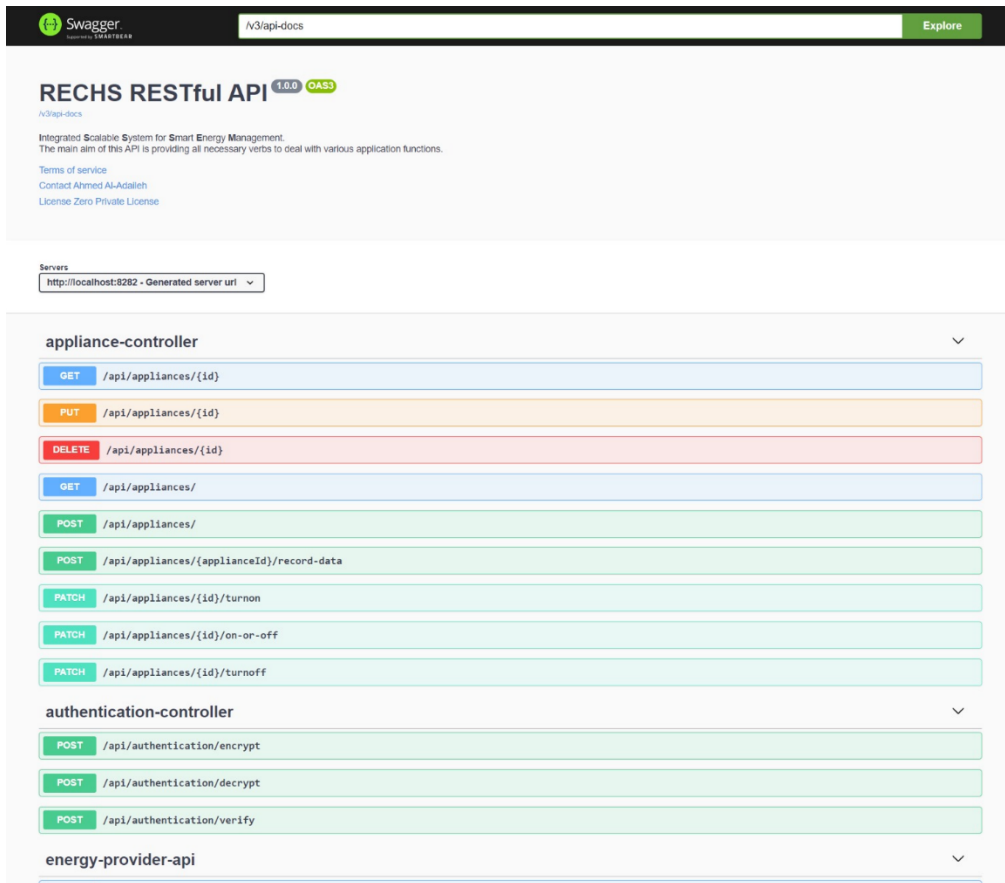 Swagger.
Supported by SMARTBEAR
/v3/api-docs
Explore
RECHS RESTful API 1.0.0 OAS3
/v3/api-docs
Integrated Scalable System for Smart Energy Management.
The main aim of this API is providing all necessary verbs to deal with various application functions.
Terms of service
Contact Ahmed Al-Adaileh
License Zero Private License
Servers
http://localhost:8282 - Generated server url
appliance-controller
GET /api/appliances/{id}
PUT /api/appliances/{id}
DELETE /api/appliances/{id}
GET /api/appliances/
POST /api/appliances/
POST /api/appliances/{applianceId}/record-data
PATCH /api/appliances/{id}/turnon
PATCH /api/appliances/{id}/on-or-off
PATCH /api/appliances/{id}/turnoff
authentication-controller
POST /api/authentication/encrypt
POST /api/authentication/decrypt
POST /api/authentication/verify
energy-provider-api